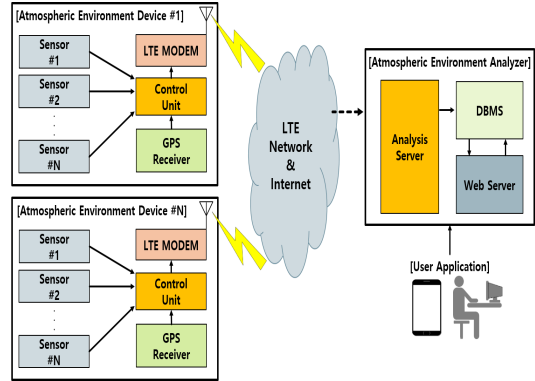 [Atmospheric Environment Device #1]
Sensor
#1
Sensor
#2
Sensor
#N
LTE MODEM
Control
Unit
GPS
Receiver
[Atmospheric Environment Device #N]
Sensor
#1
Sensor
#2
Sensor
#N
LTE MODEM
Control
Unit
GPS
Receiver
LTE
Network
&
Internet
[Atmospheric Environment Analyzer]
Analysis
Server
DBMS
Web Server
[User Application]